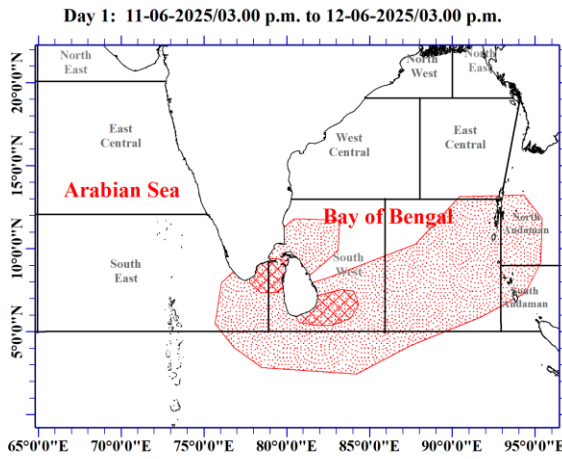 Day 1: 11-06-2025/03.00 p.m. to 12-06-2025/03.00 p.m.
North
East
North
West
North
East
20°0'0"N
East
Central
West
Central
East
Central
15°0'0"N
Arabian Sea
Bay of Bengal
North
Andaman
10°0'0"N
South
East
South
West
South
Andaman
5°0'0"N
65°0'0"E 70°0'0"E 75°0'0"E 80°0'0"E 85°0'0"E 90°0'0"E 95°0'0"E